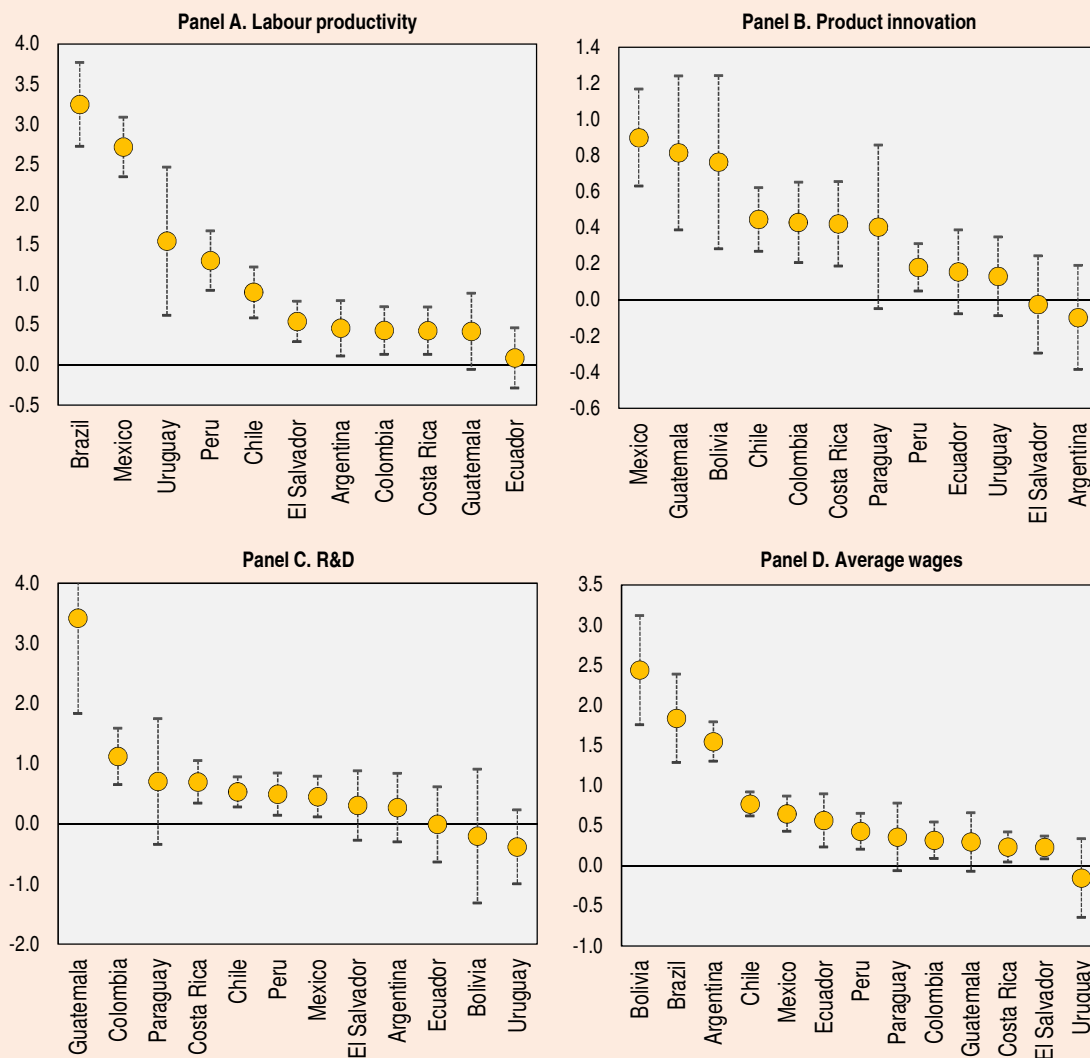 Panel A. Labour productivity
4.0
3.5
3.0
2.5
2.0
1.5
1.0
0.5
0.0
-0.5
Brazil
Mexico
Uruguay
Peru
Chile
El Salvador
Argentina
Colombia
Costa Rica
Guatemala
Ecuador
Panel B. Product innovation
1.4
1.2
1.0
0.8
0.6
0.4
0.2
0.0
-0.2
-0.4
-0.6
Mexico
Guatemala
Bolivia
Chile
Colombia
Costa Rica
Paraguay
Peru
Ecuador
Uruguay
El Salvador
Argentina
Panel C. R&D
4.0
3.0
2.0
1.0
0.0
-1.0
-2.0
Guatemala
Colombia
Paraguay
Costa Rica
Chile
Peru
Mexico
El Salvador
Argentina
Ecuador
Bolivia
Uruguay
Panel D. Average wages
3.5
3.0
2.5
2.0
1.5
1.0
0.5
0.0
-0.5
-1.0
Bolivia
Brazil
Argentina
Chile
Mexico
Ecuador
Peru
Paraguay
Colombia
Guatemala
Costa Rica
El Salvador
Uruguay